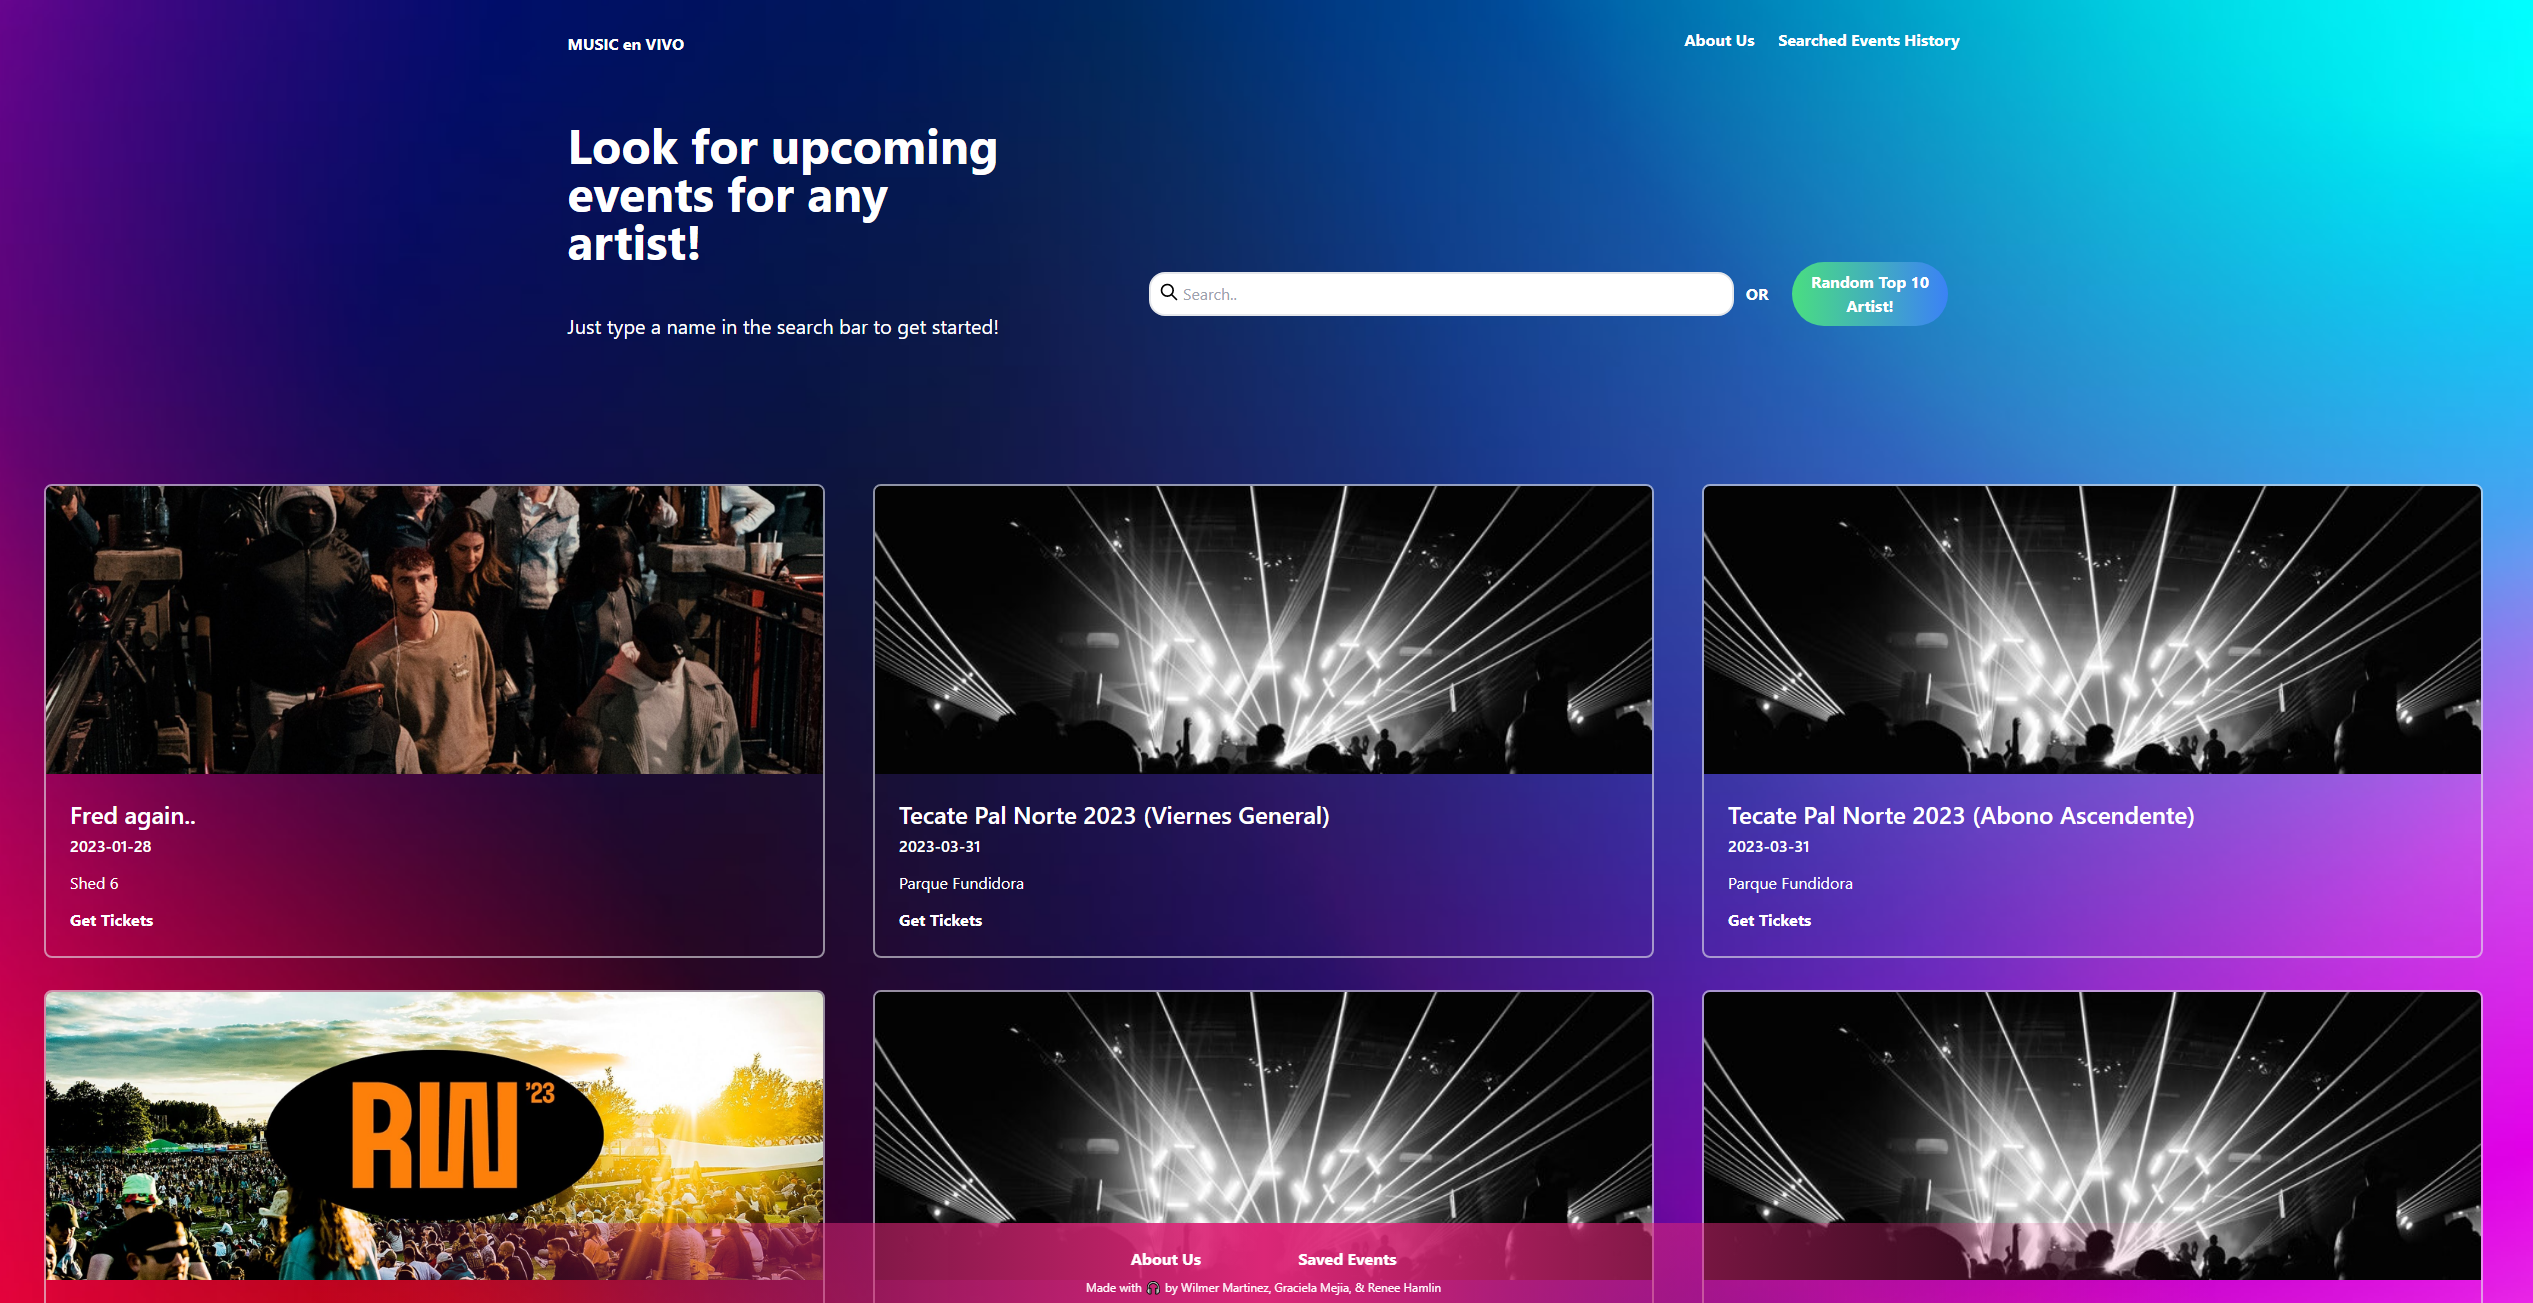 MUSIC en VIVO
About Us
Searched Events History
Look for upcoming
events for any
artist!
Just type a name in the search bar to get started!
Search..
OR
Random Top 10
Artist!
Fred again..
2023-01-28
Shed 6
Get Tickets
Tecate Pal Norte 2023 (Viernes General)
2023-03-31
Parque Fundidora
Get Tickets
Tecate Pal Norte 2023 (Abono Ascendente)
2023-03-31
Parque Fundidora
Get Tickets
RW '23
About Us
Saved Events
Made with 🎧 by Wilmer Martinez, Graciela Mejia, & Renee Hamlin